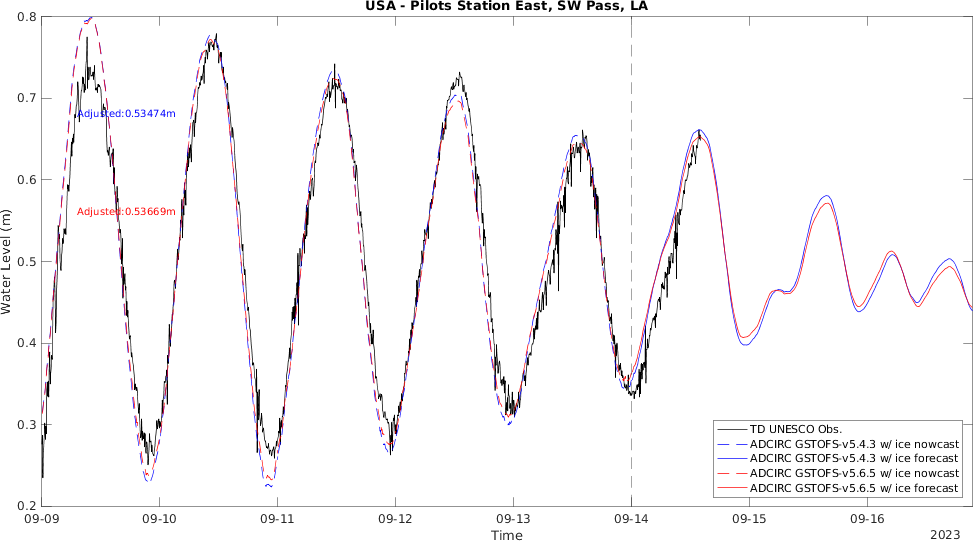 USA - Pilots Station East, SW Pass, LA
0.8
0.7
0.6
0.5
0.4
0.3
0.2
Water Level (m)
Adjusted:0.53474m
Adjusted:0.53669m
TD UNESCO Obs.
ADCIRC GSTOFS-v5.4.3 w/ ice nowcast
ADCIRC GSTOFS-v5.4.3 w/ ice forecast
ADCIRC GSTOFS-v5.6.5 w/ ice nowcast
ADCIRC GSTOFS-v5.6.5 w/ ice forecast
09-09 09-10 09-11 09-12 09-13 09-14 09-15 09-16
Time
2023